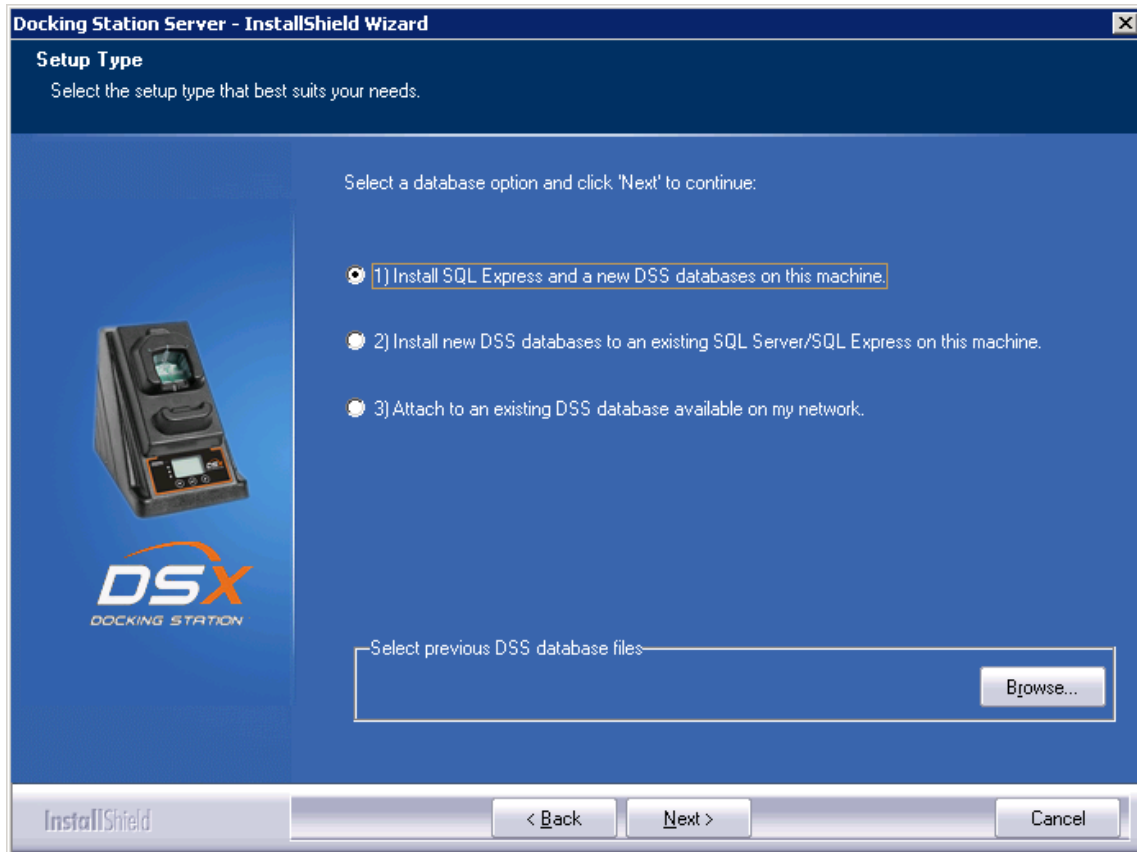 Docking Station Server - InstallShield Wizard
Setup Type
Select the setup type that best suits your needs.
Select a database option and click 'Next' to continue:
1) Install SQL Express and a new DSS databases on this machine.
2) Install new DSS databases to an existing SQL Server/SQL Express on this machine.
3) Attach to an existing DSS database available on my network.
DSX
DOCKING STATION
Select previous DSS database files
Browse...
InstallShield
< Back
Next >
Cancel